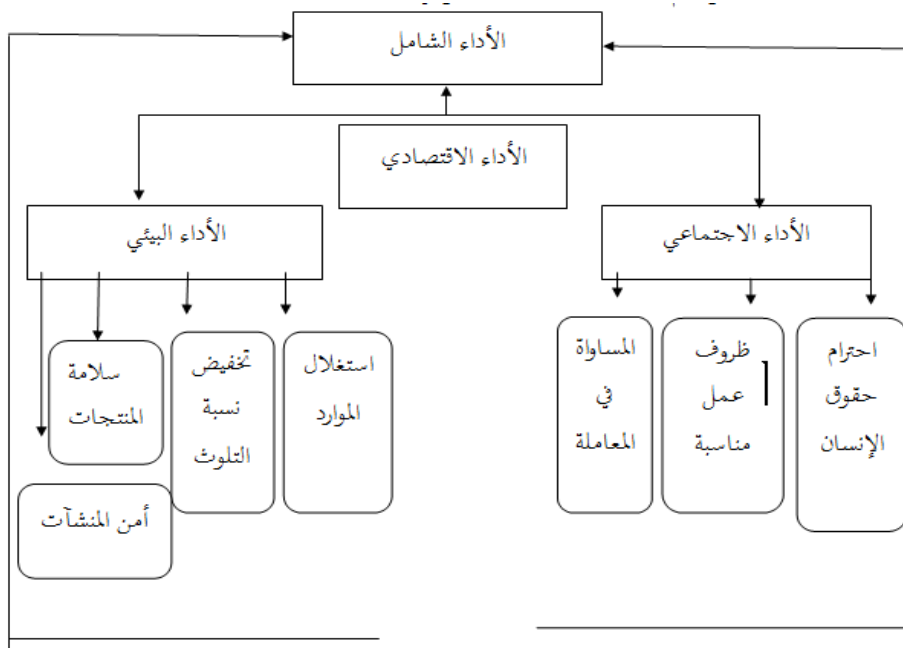 الأداء الشامل
الأداء الاقتصادي
الأداء الاجتماعي
الأداء البيئي
احترام
حقوق
الإنسان
ظروف
عمل
مناسبة
المساواة
في
المعاملة
استغلال
الموارد
تخفيض
نسبة
التلوث
سلامة
المنتجات
أمن المنشآت